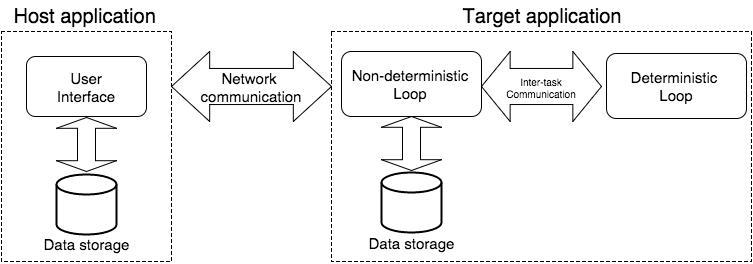 Host application
Target application
User
Interface
Network
communication
Non-deterministic
Loop
Inter-task
Communication
Deterministic
Loop
Data storage
Data storage